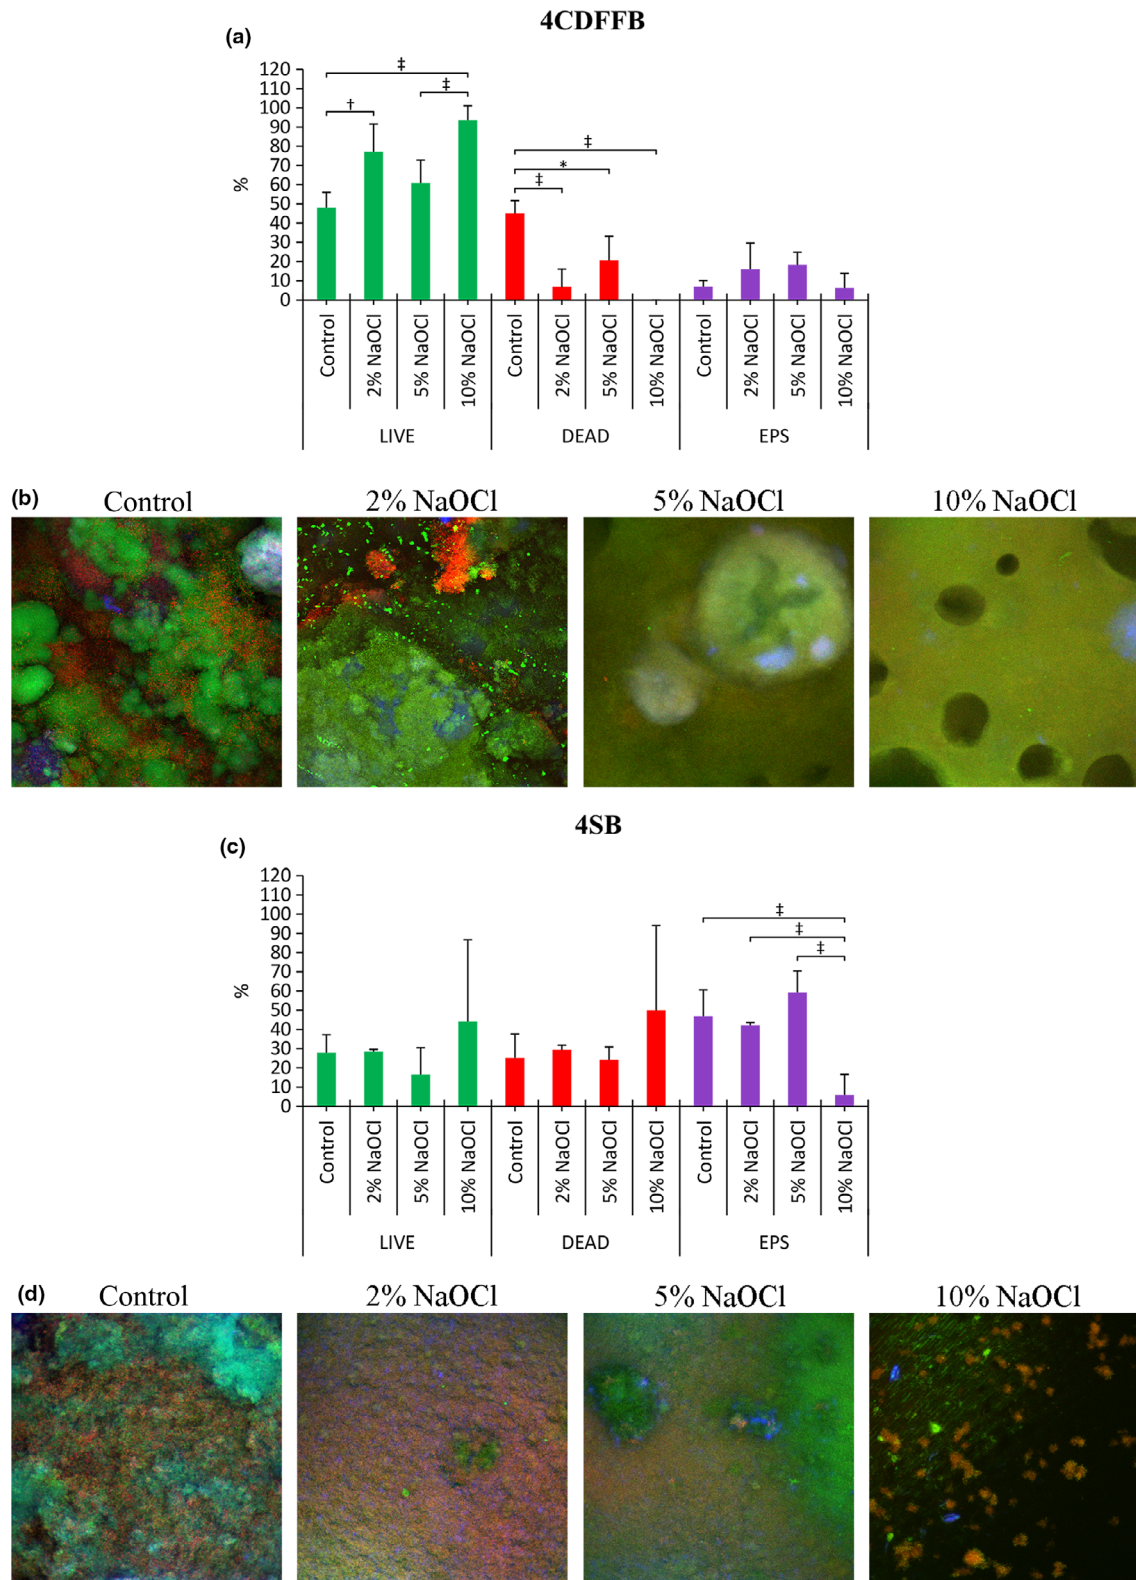 4CDFFB
(a)
120
110
100
90
80
70
60
50
40
30
20
10
0
%
‡
‡
†
‡
*
‡
Control
2% NaOCl
5% NaOCl
10% NaOCl
Control
2% NaOCl
5% NaOCl
10% NaOCl
Control
2% NaOCl
5% NaOCl
10% NaOCl
LIVE DEAD EPS
(b) Control 2% NaOCl 5% NaOCl 10% NaOCl
4SB
(c)
120
110
100
90
80
70
60
50
40
30
20
10
0
%
‡
‡
‡
Control
2% NaOCl
5% NaOCl
10% NaOCl
Control
2% NaOCl
5% NaOCl
10% NaOCl
Control
2% NaOCl
5% NaOCl
10% NaOCl
LIVE DEAD EPS
(d) Control 2% NaOCl 5% NaOCl 10% NaOCl